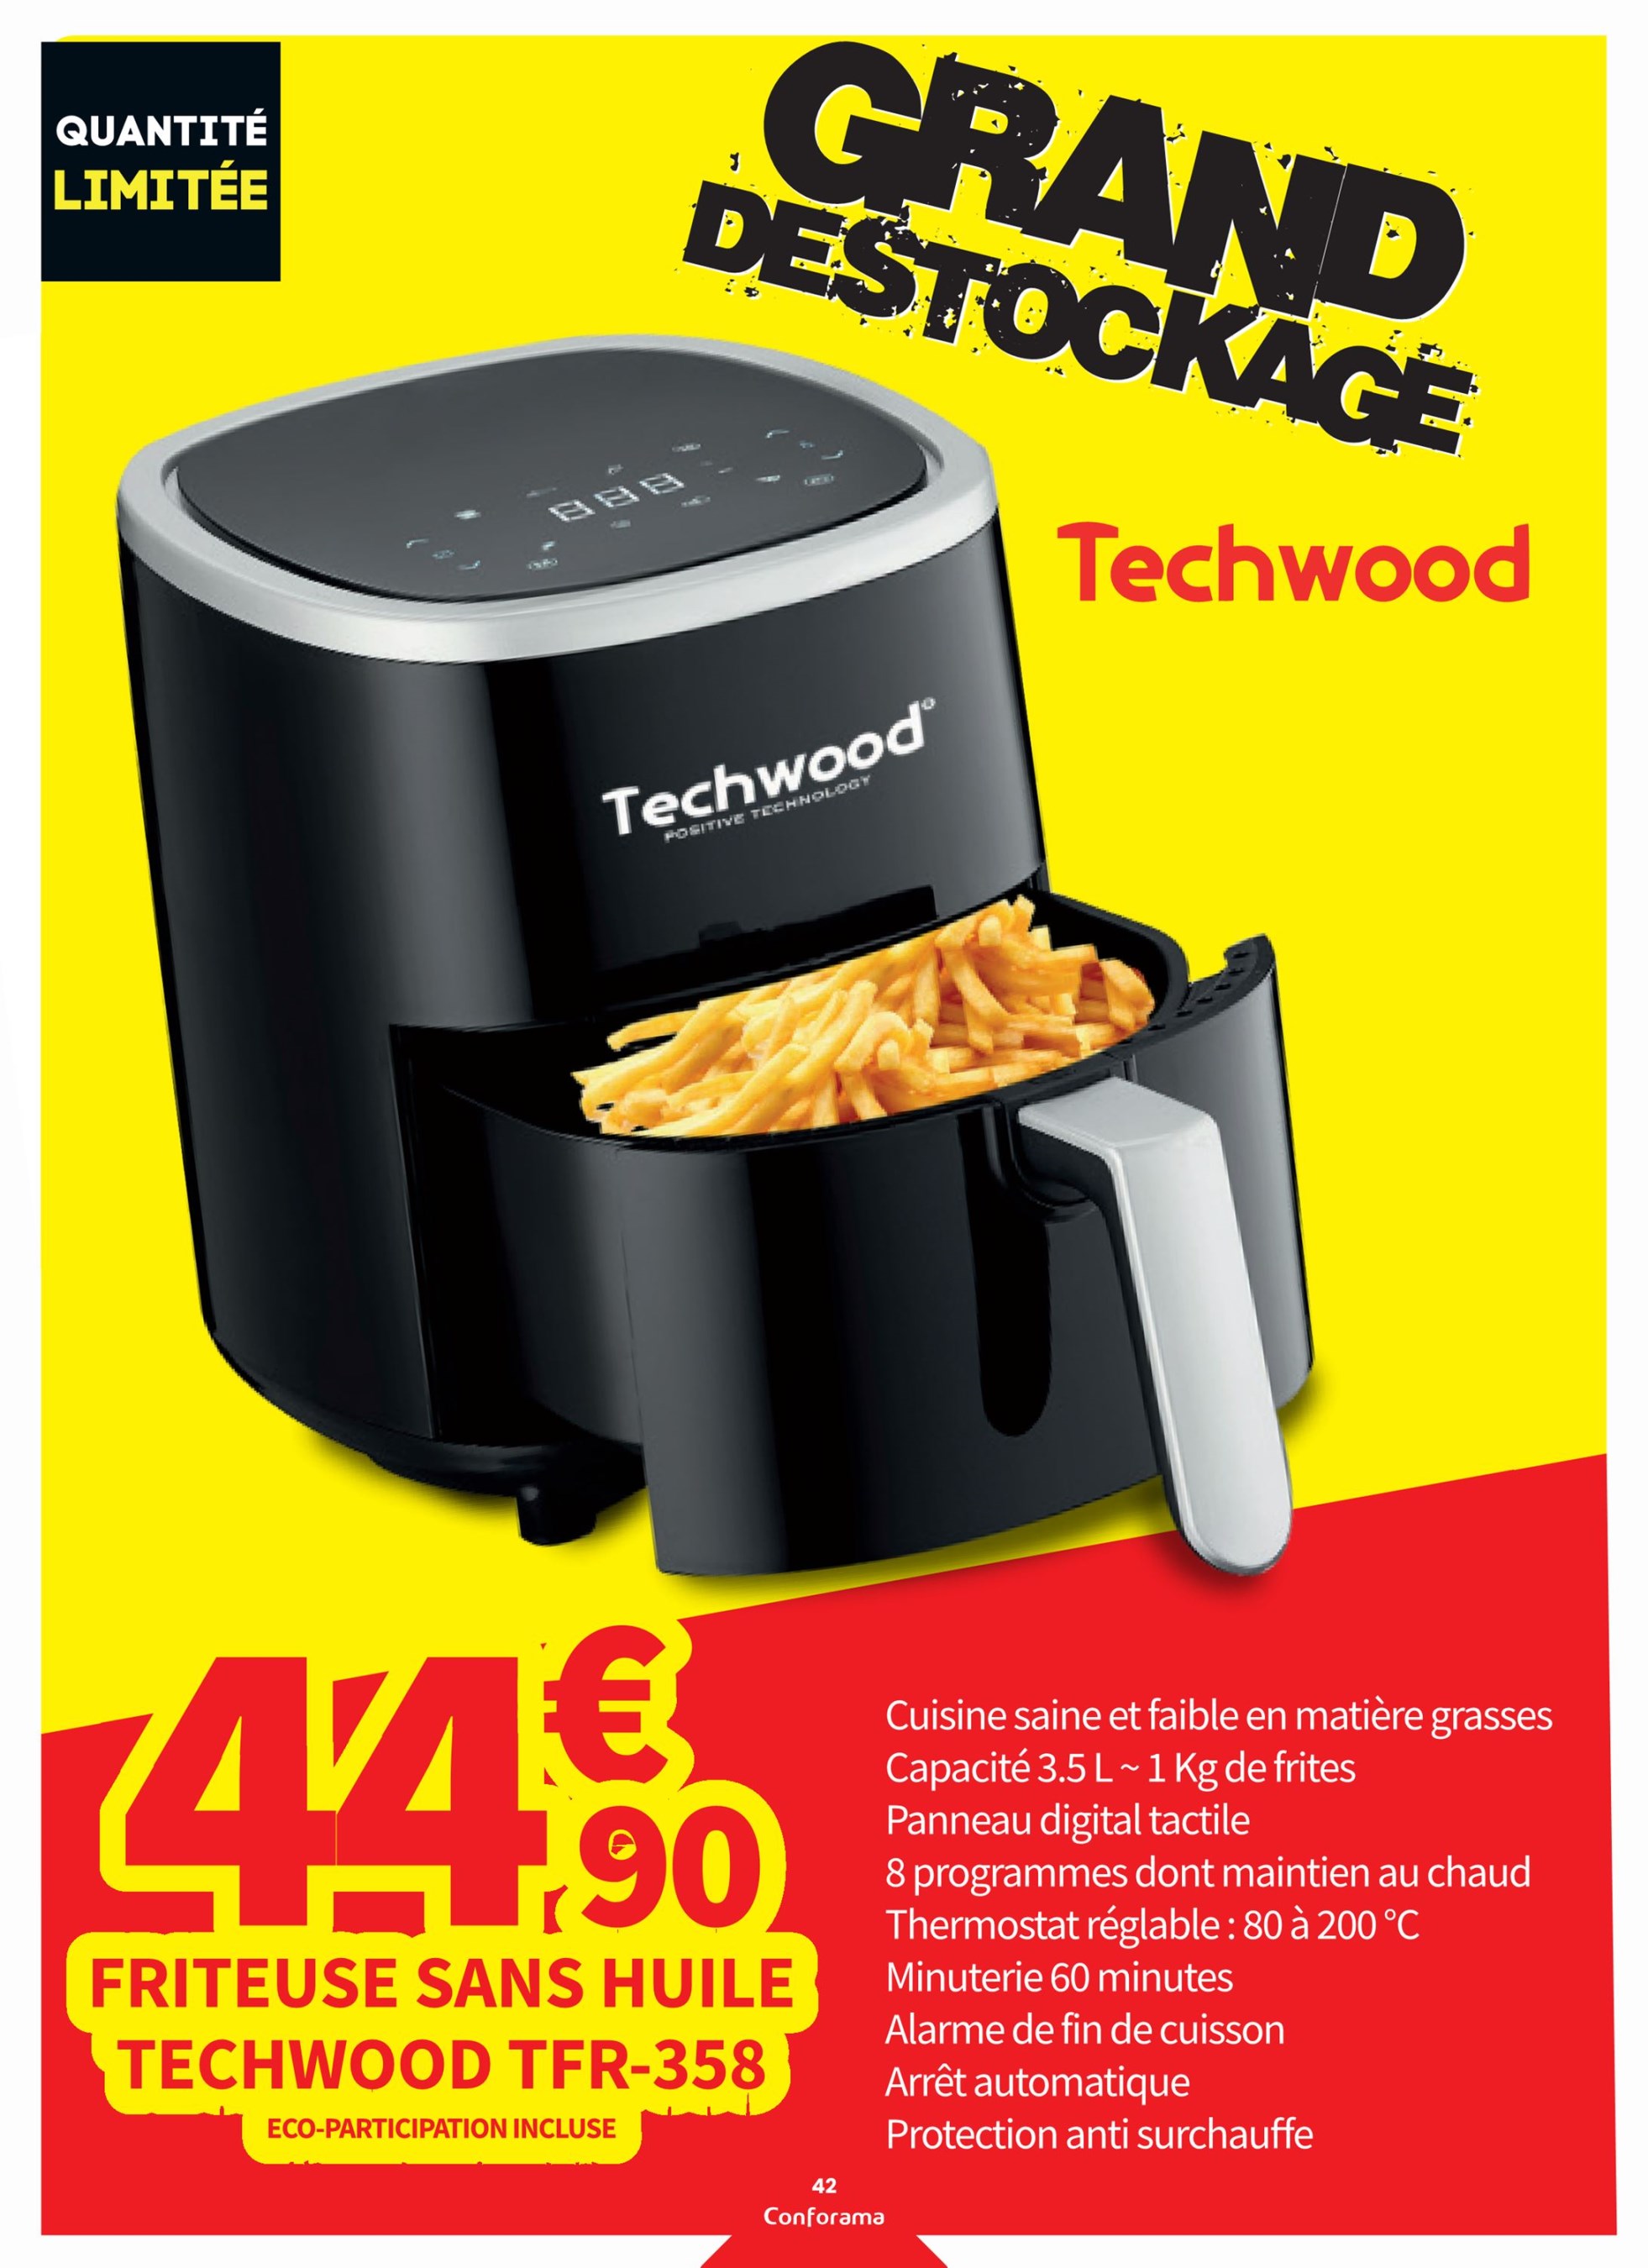 QUANTITÉ
LIMITÉE
GRAND
DESTOCKAGE
Techwood
888
Techwood®
POSITIVE TECHNOLOGY
44€90
FRITEUSE SANS HUILE
TECHWOOD TFR-358
ECO-PARTICIPATION INCLUSE
Cuisine saine et faible en matière grasses
Capacité 3.5 L ~ 1 Kg de frites
Panneau digital tactile
8 programmes dont maintien au chaud
Thermostat réglable : 80 à 200 °C
Minuterie 60 minutes
Alarme de fin de cuisson
Arrêt automatique
Protection anti surchauffe
42
Conforama